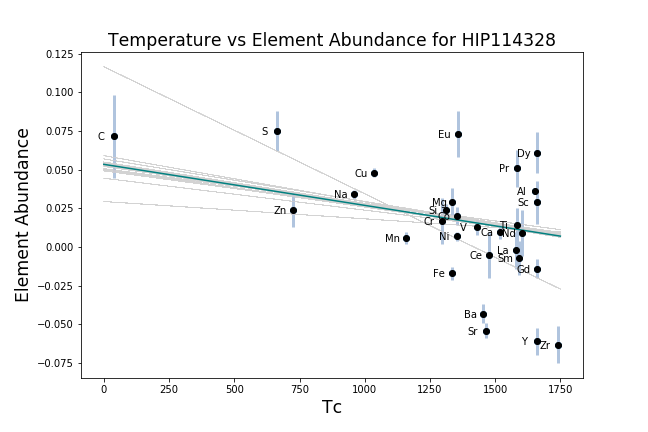 Temperature vs Element Abundance for HIP114328
Element Abundance
0.125
0.100
0.075
0.050
0.025
0.000
−0.025
−0.050
−0.075
C
S
Zn
Cu
Na
Mn
Eu
Mg
Si
Cr
Ni
Fe
V
Ca
Ce
Ba
Sr
Dy
Pr
Al
Sc
Ti
Nd
La
Sm
Gd
Y
Zr
0
250
500
750
1000
1250
1500
1750
Tc